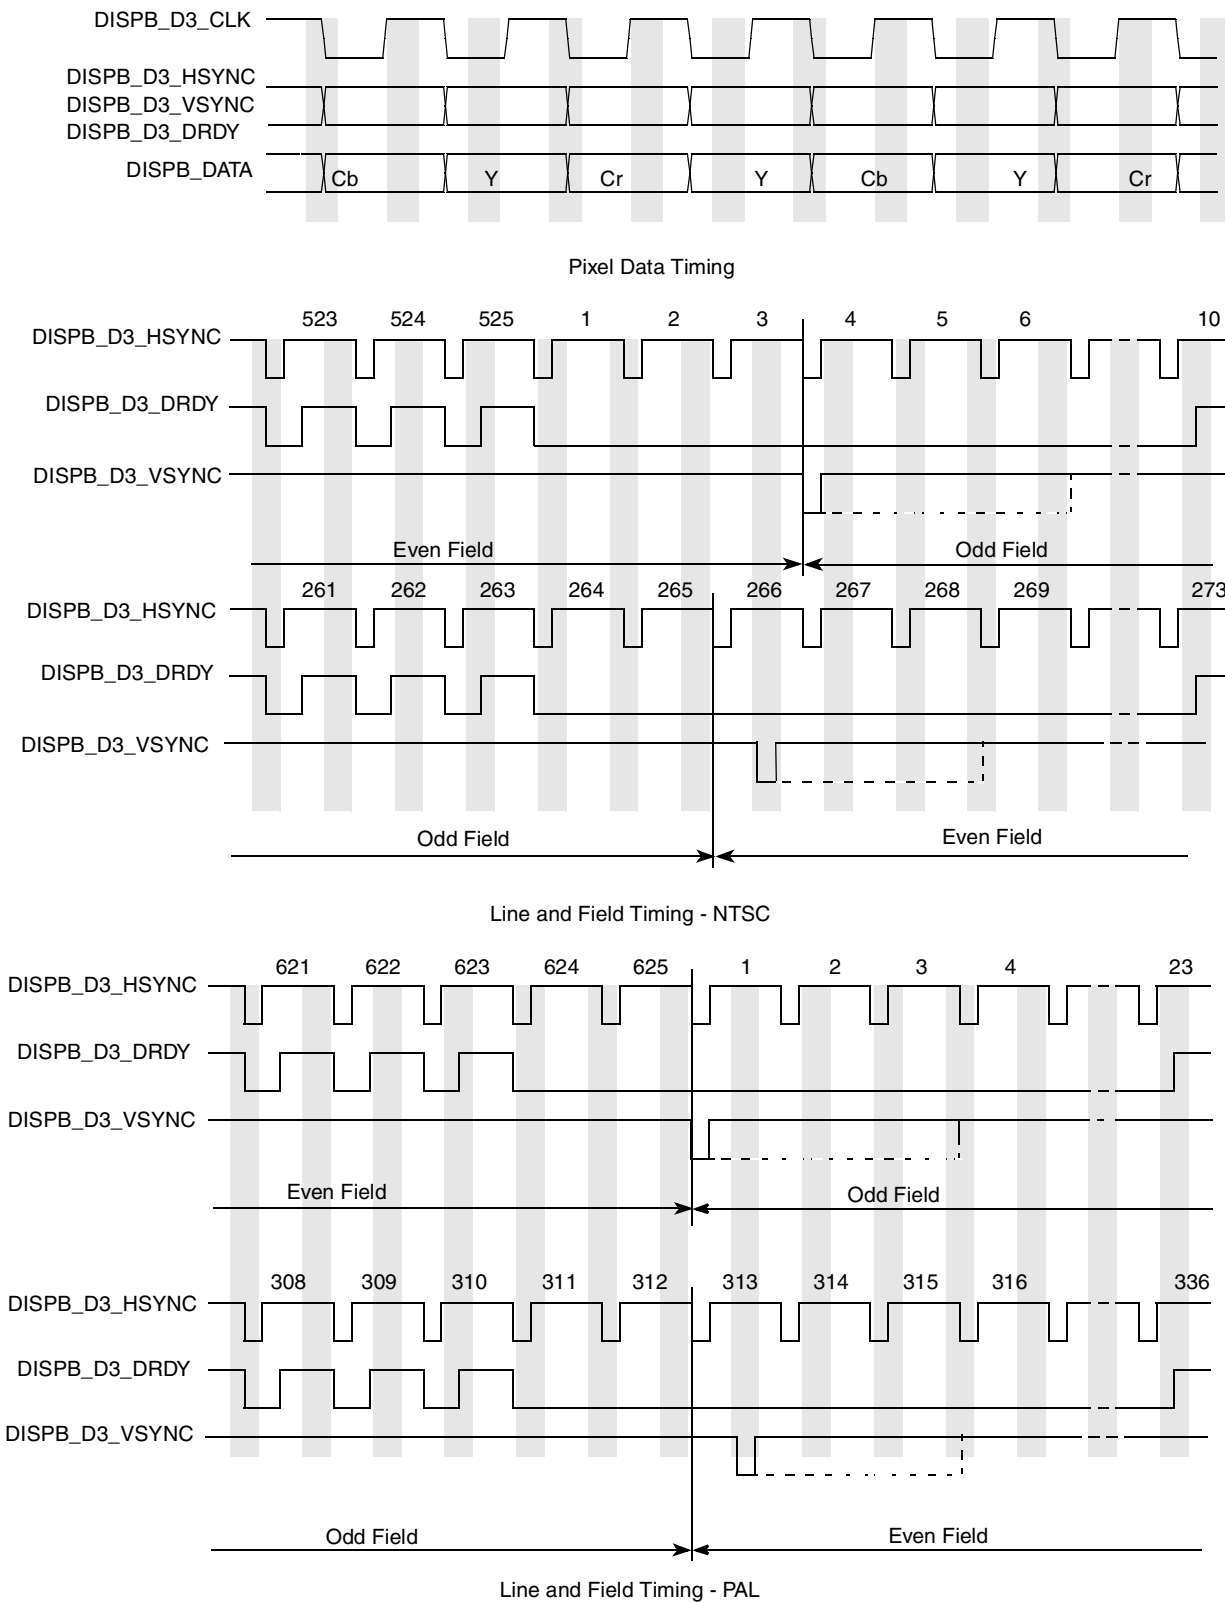 DISPB_D3_CLK
DISPB_D3_HSYNC
DISPB_D3_VSYNC
DISPB_D3_DRDY
DISPB_DATA Cb Y Cr Y Cb Y Cr
Pixel Data Timing
523 524 525 1 2 3 4 5 6 10
DISPB_D3_HSYNC
DISPB_D3_DRDY
DISPB_D3_VSYNC
Even Field Odd Field
261 262 263 264 265 266 267 268 269 273
DISPB_D3_HSYNC
DISPB_D3_DRDY
DISPB_D3_VSYNC
Odd Field Even Field
Line and Field Timing - NTSC
621 622 623 624 625 1 2 3 4 23
DISPB_D3_HSYNC
DISPB_D3_DRDY
DISPB_D3_VSYNC
Even Field Odd Field
308 309 310 311 312 313 314 315 316 336
DISPB_D3_HSYNC
DISPB_D3_DRDY
DISPB_D3_VSYNC
Odd Field Even Field
Line and Field Timing - PAL